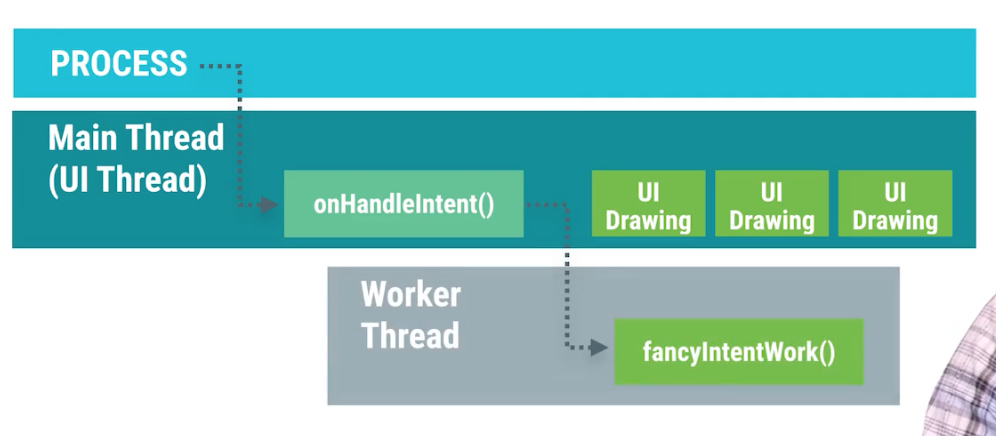 PROCESS
Main Thread
(UI Thread)
onHandleIntent()
UI
Drawing
UI
Drawing
UI
Drawing
Worker
Thread
fancyIntentWork()